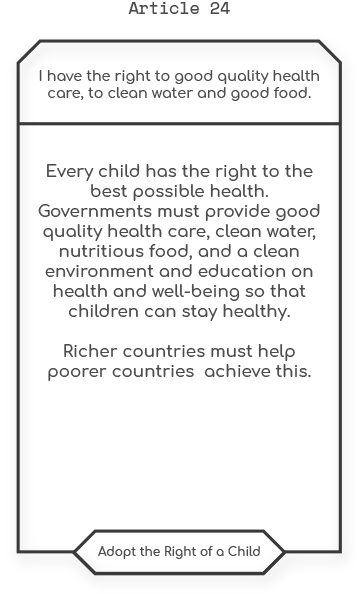 Article 24
I have the right to good quality health
care, to clean water and good food.
Every child has the right to the
best possible health.
Governments must provide good
quality health care, clean water,
nutritious food, and a clean
environment and education on
health and well-being so that
children can stay healthy.
Richer countries must help
poorer countries  achieve this.
Adopt the Right of a Child